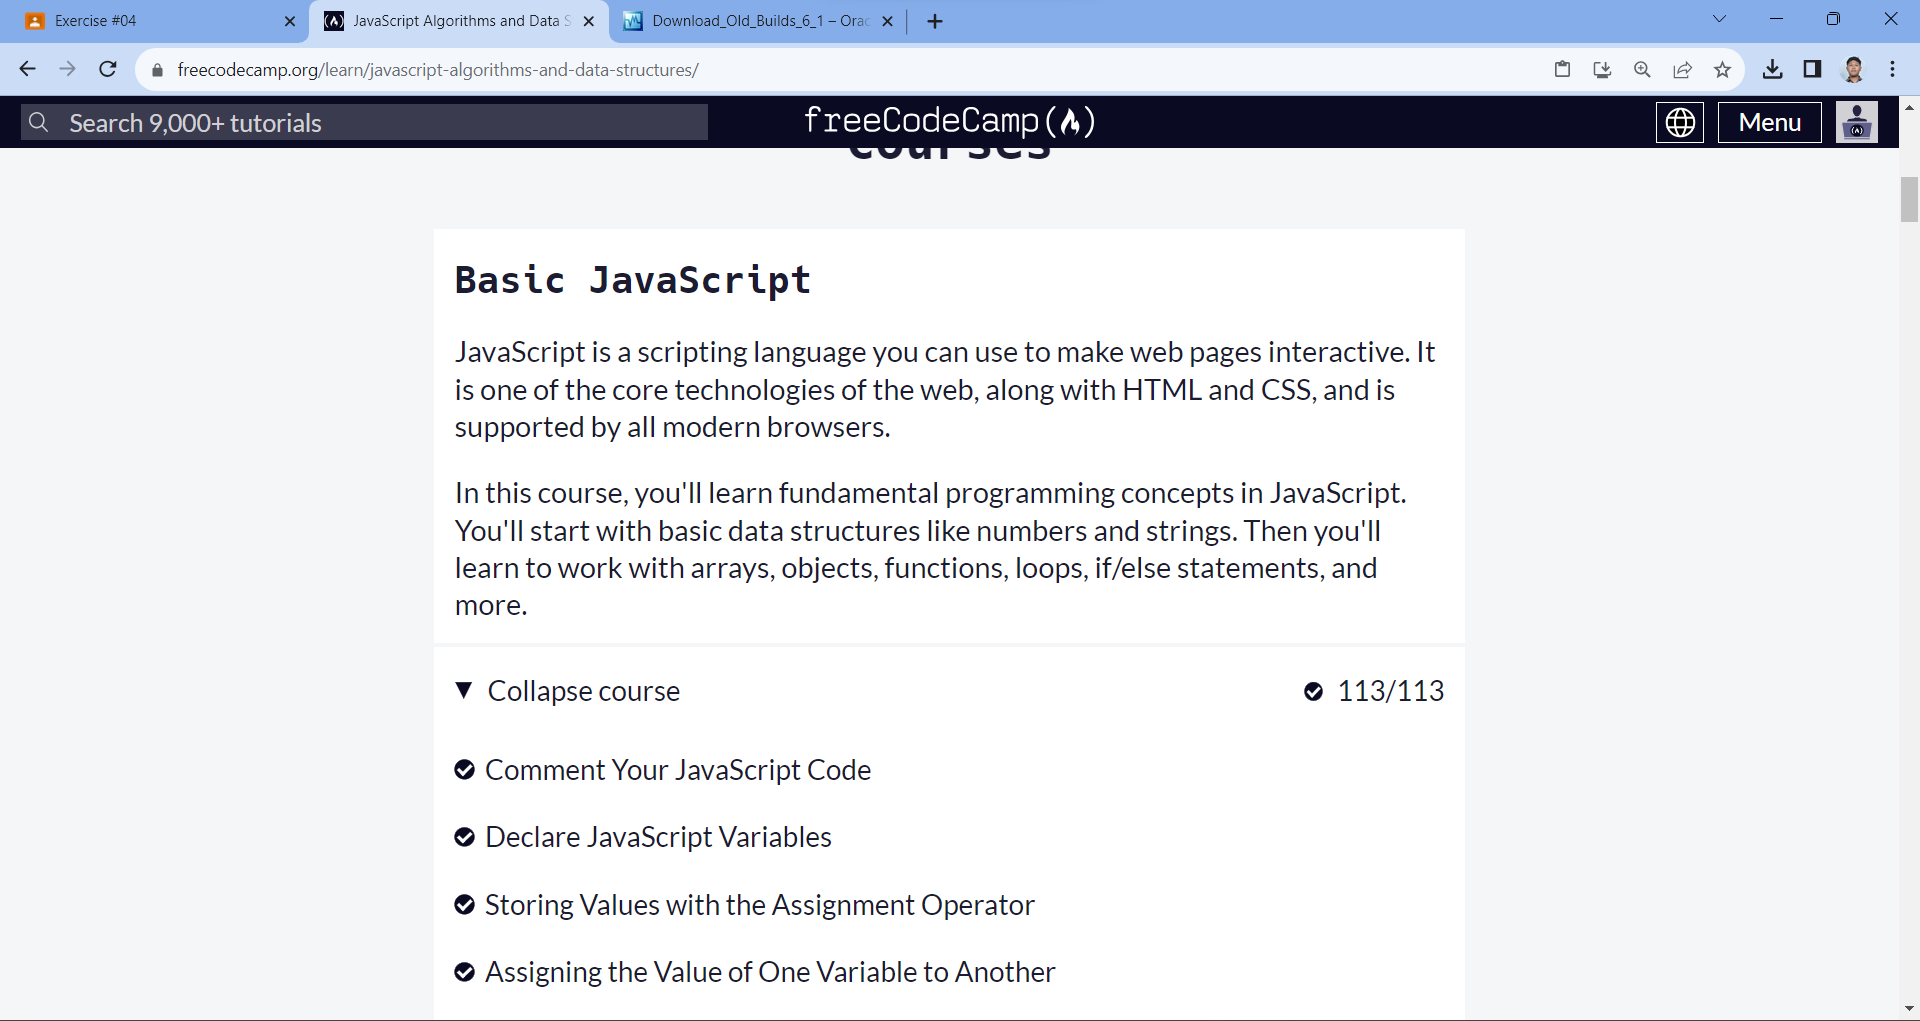 Exercise #04
JavaScript Algorithms and Data S
Download_Old_Builds_6_1 – Orac
freecodecamp.org/learn/javascript-algorithms-and-data-structures/
Search 9,000+ tutorials
freeCodeCamp(🔥)
Menu
courses
Basic JavaScript
JavaScript is a scripting language you can use to make web pages interactive. It
is one of the core technologies of the web, along with HTML and CSS, and is
supported by all modern browsers.
In this course, you'll learn fundamental programming concepts in JavaScript.
You'll start with basic data structures like numbers and strings. Then you'll
learn to work with arrays, objects, functions, loops, if/else statements, and
more.
Collapse course
113/113
Comment Your JavaScript Code
Declare JavaScript Variables
Storing Values with the Assignment Operator
Assigning the Value of One Variable to Another